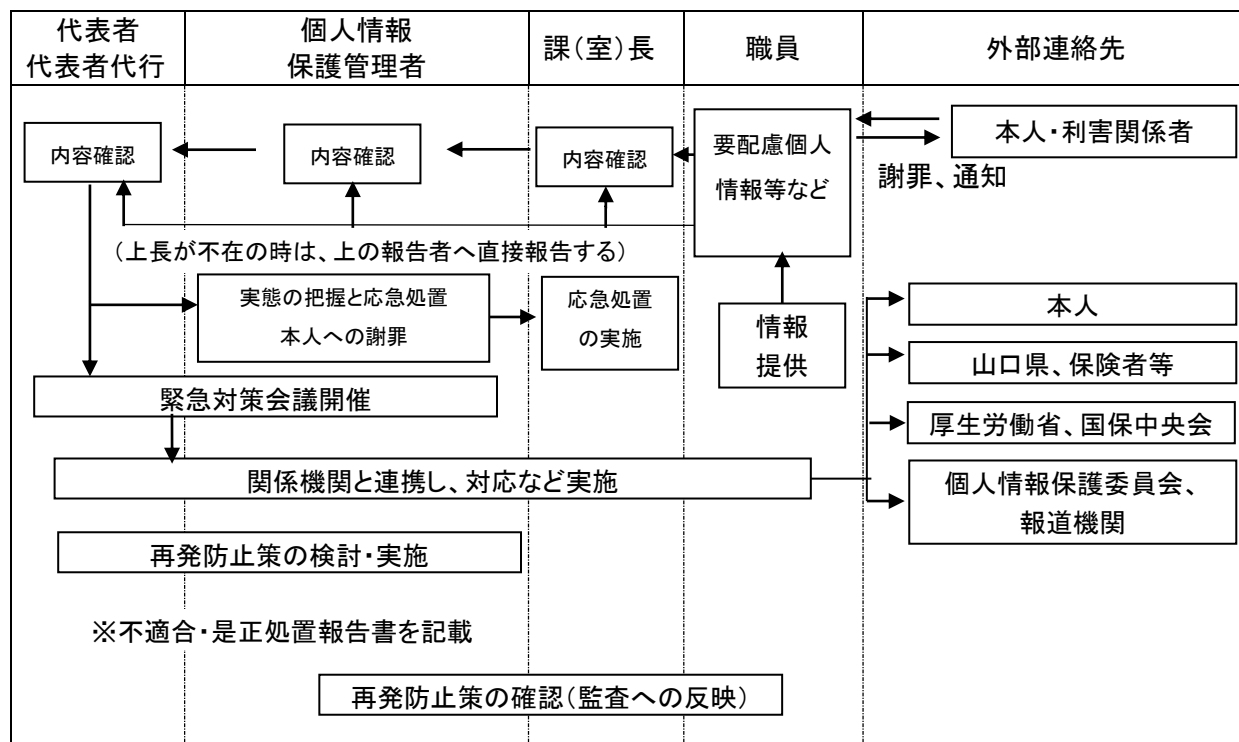 代表者
代表者代行
個人情報
保護管理者
課(室)長
職員
外部連絡先
内容確認
内容確認
内容確認
要配慮個人
情報等など
本人・利害関係者
謝罪、通知
(上長が不在の時は、上の報告者へ直接報告する)
実態の把握と応急処置
本人への謝罪
応急処置
の実施
情報
提供
本人
山口県、保険者等
緊急対策会議開催
厚生労働省、国保中央会
関係機関と連携し、対応など実施
個人情報保護委員会、
報道機関
再発防止策の検討・実施
※不適合・是正処置報告書を記載
再発防止策の確認(監査への反映)